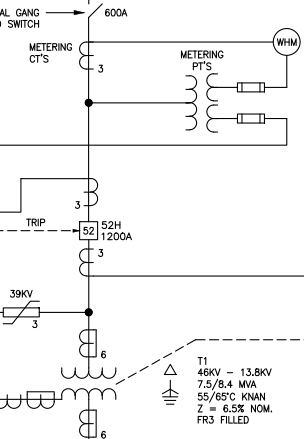 AL GANG
SWITCH
600A
METERING
CT'S
3
METERING
PT'S
WHM
3
TRIP
52
52H
1200A
3
39KV
3
6
T1
46KV – 13.8KV
7.5/8.4 MVA
55/65°C KNAN
Z = 6.5% NOM.
FR3 FILLED
6